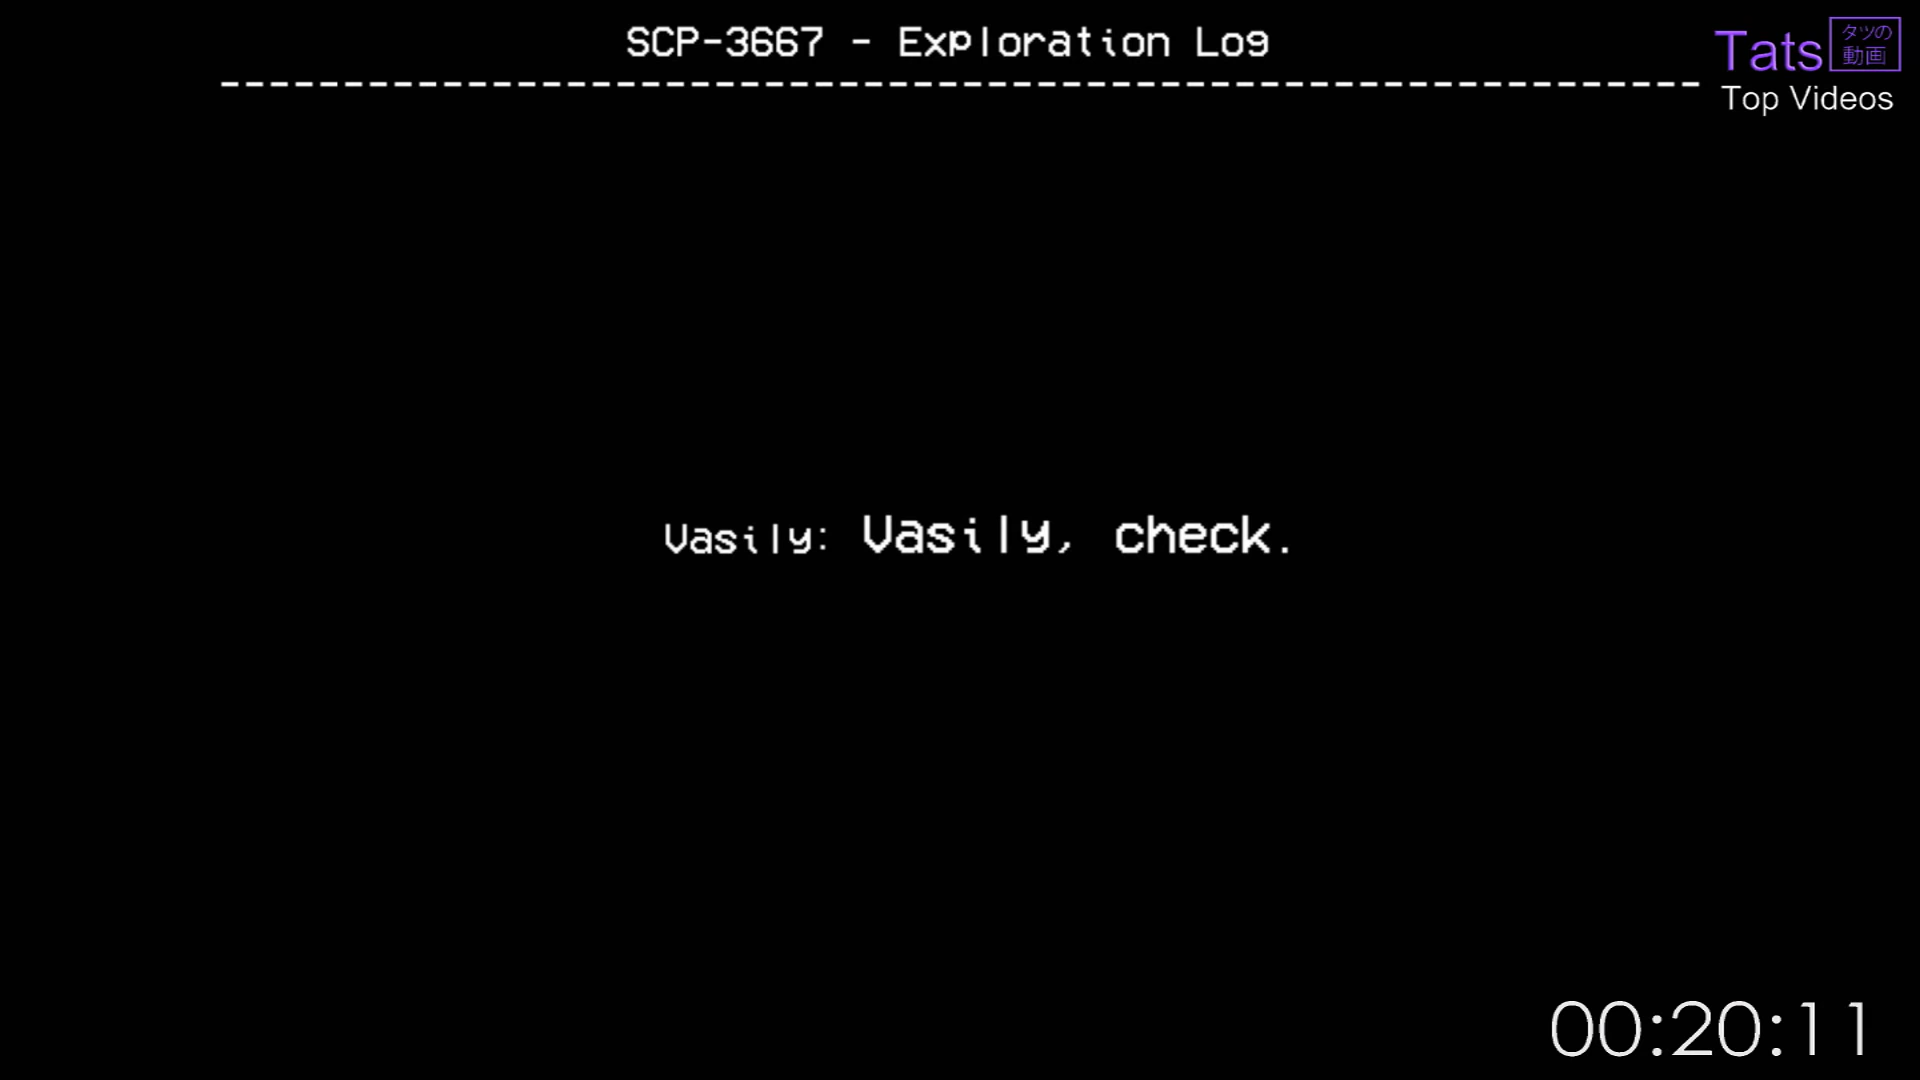 SCP-3667 - Exploration Log
--------------------------------------------------------------
Tats タツの
動画
Top Videos
Vasily: Vasily, check.
00:20:11